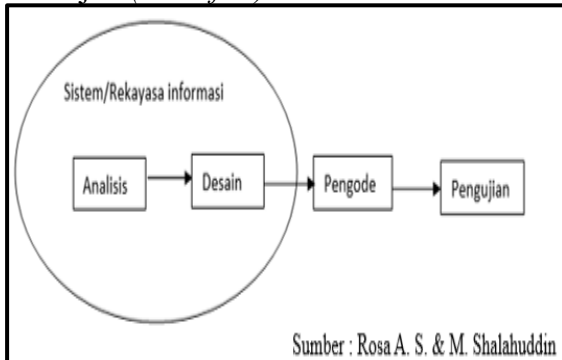 Sistem/Rekayasa informasi
Analisis
Desain
Pengode
Pengujian
Sumber : Rosa A. S. & M. Shalahuddin